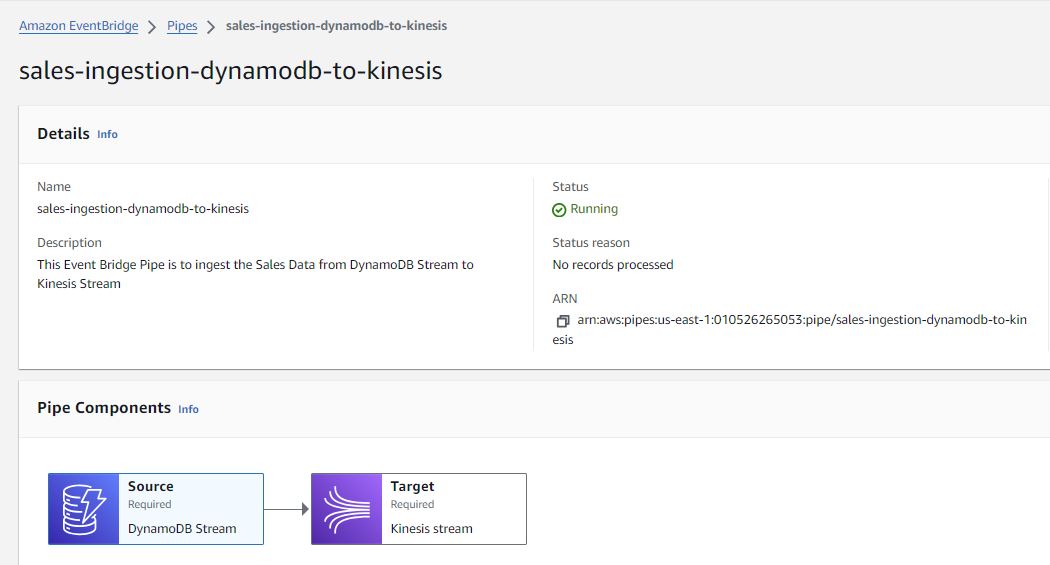 Amazon EventBridge > Pipes > sales-ingestion-dynamodb-to-kinesis
sales-ingestion-dynamodb-to-kinesis
Details Info
Name
sales-ingestion-dynamodb-to-kinesis
Description
This Event Bridge Pipe is to ingest the Sales Data from DynamoDB Stream to
Kinesis Stream
Status
Running
Status reason
No records processed
ARN
arn:aws:pipes:us-east-1:010526265053:pipe/sales-ingestion-dynamodb-to-kin
esis
Pipe Components Info
Source
Required
DynamoDB Stream
Target
Required
Kinesis stream